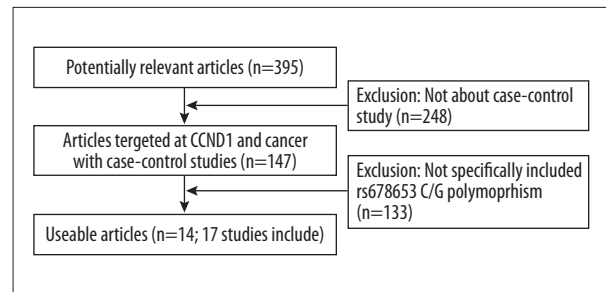 Potentially relevant articles (n=395)
Exclusion: Not about case-control
study (n=248)
Articles tergeted at CCND1 and cancer
with case-control studies (n=147)
Exclusion: Not specifically included
rs678653 C/G polymoprhism
(n=133)
Useable articles (n=14; 17 studies include)